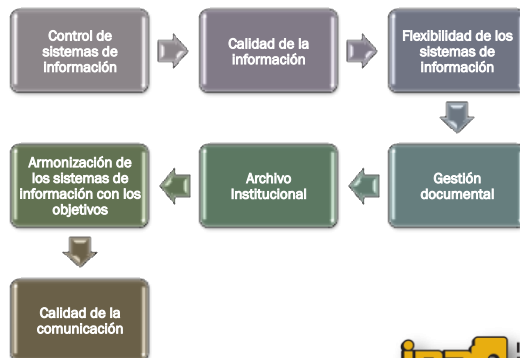 Control de
sistemas de
información
Calidad de la
información
Flexibilidad de los
sistemas de
información
Armonización de
los sistemas de
información con los
objetivos
Archivo
Institucional
Gestión
documental
Calidad de la
comunicación